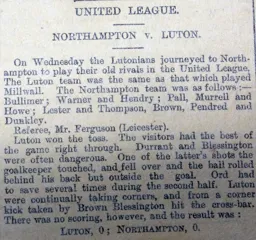 UNITED LEAGUE.
NORTHAMPTON v. LUTON.
On Wednesday the Lutonians journeyed to North-
ampton to play their old rivals in the United League.
The Luton team was the same as that which played
Millwall. The Northampton team was as follows :—
Bullimer; Warner and Hendry; Pall, Murrell and
Howe; Lester and Thompson, Brown, Pendred and
Dunkley.
Referee, Mr. Ferguson (Leicester).
Luton won the toss. The visitors had the best of
the game right through. Durrant and Blessington
were often dangerous. One of the latter's shots the
goalkeeper touched, and fell over and the ball rolled
behind his back but outside the goal. Ord had
to save several times during the second half. Luton
were continually taking corners, and from a corner
kick taken by Brown Blessington hit the cross-bar.
There was no scoring, however, and the result was :
LUTON, 0; NORTHAMPTON, 0.